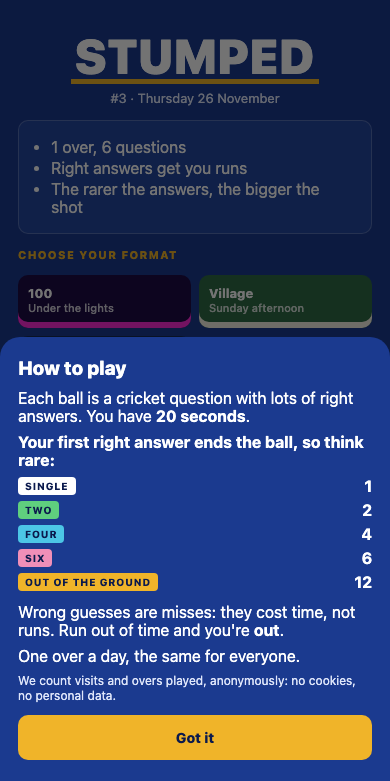 STUMPED
#3 · Thursday 26 November
• 1 over, 6 questions
• Right answers get you runs
• The rarer the answers, the bigger the
shot
CHOOSE YOUR FORMAT
100
Under the lights
Village
Sunday afternoon
How to play
Each ball is a cricket question with lots of right
answers. You have 20 seconds.
Your first right answer ends the ball, so think
rare:
SINGLE 1
TWO 2
FOUR 4
SIX 6
OUT OF THE GROUND 12
Wrong guesses are misses: they cost time, not
runs. Run out of time and you're out.
One over a day, the same for everyone.
We count visits and overs played, anonymously: no cookies,
no personal data.
Got it